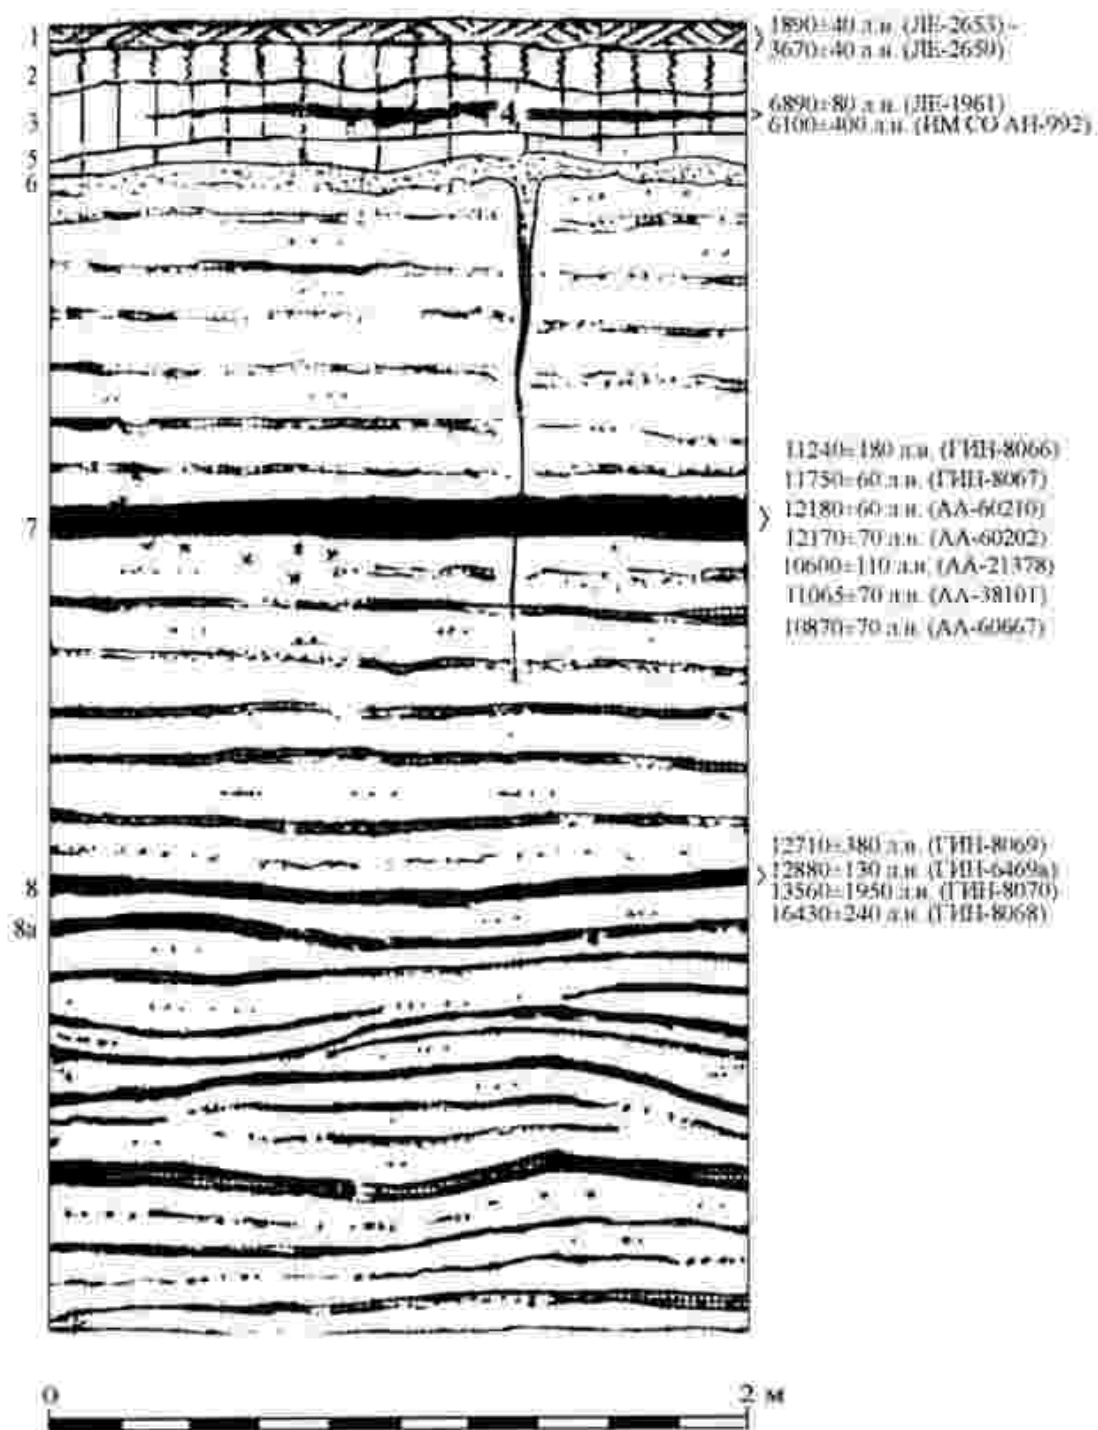 1
1890±40 л.н. (ЛЕ-2653) -
3670±40 л.н. (ЛЕ-2659)
2
6890±80 л.н. (ЛЕ-1961)
3
4
6100±400 л.н. (ИМ СО АН-992)
5
6
11240±180 л.н. (ГИН-8066)
11750±60 л.н. (ГИН-8067)
12180±60 л.н. (АА-60210)
7
12170±70 л.н. (АА-60202)
10600±110 л.н. (АА-21378)
11065±70 л.н. (АА-38101)
10870±70 л.н. (АА-60667)
12710±380 л.н. (ГИН-8069)
12880±130 л.н. (ГИН-6469а)
8
13560±1950 л.н. (ГИН-8070)
16430±240 л.н. (ГИН-8068)
8а
0
2 м